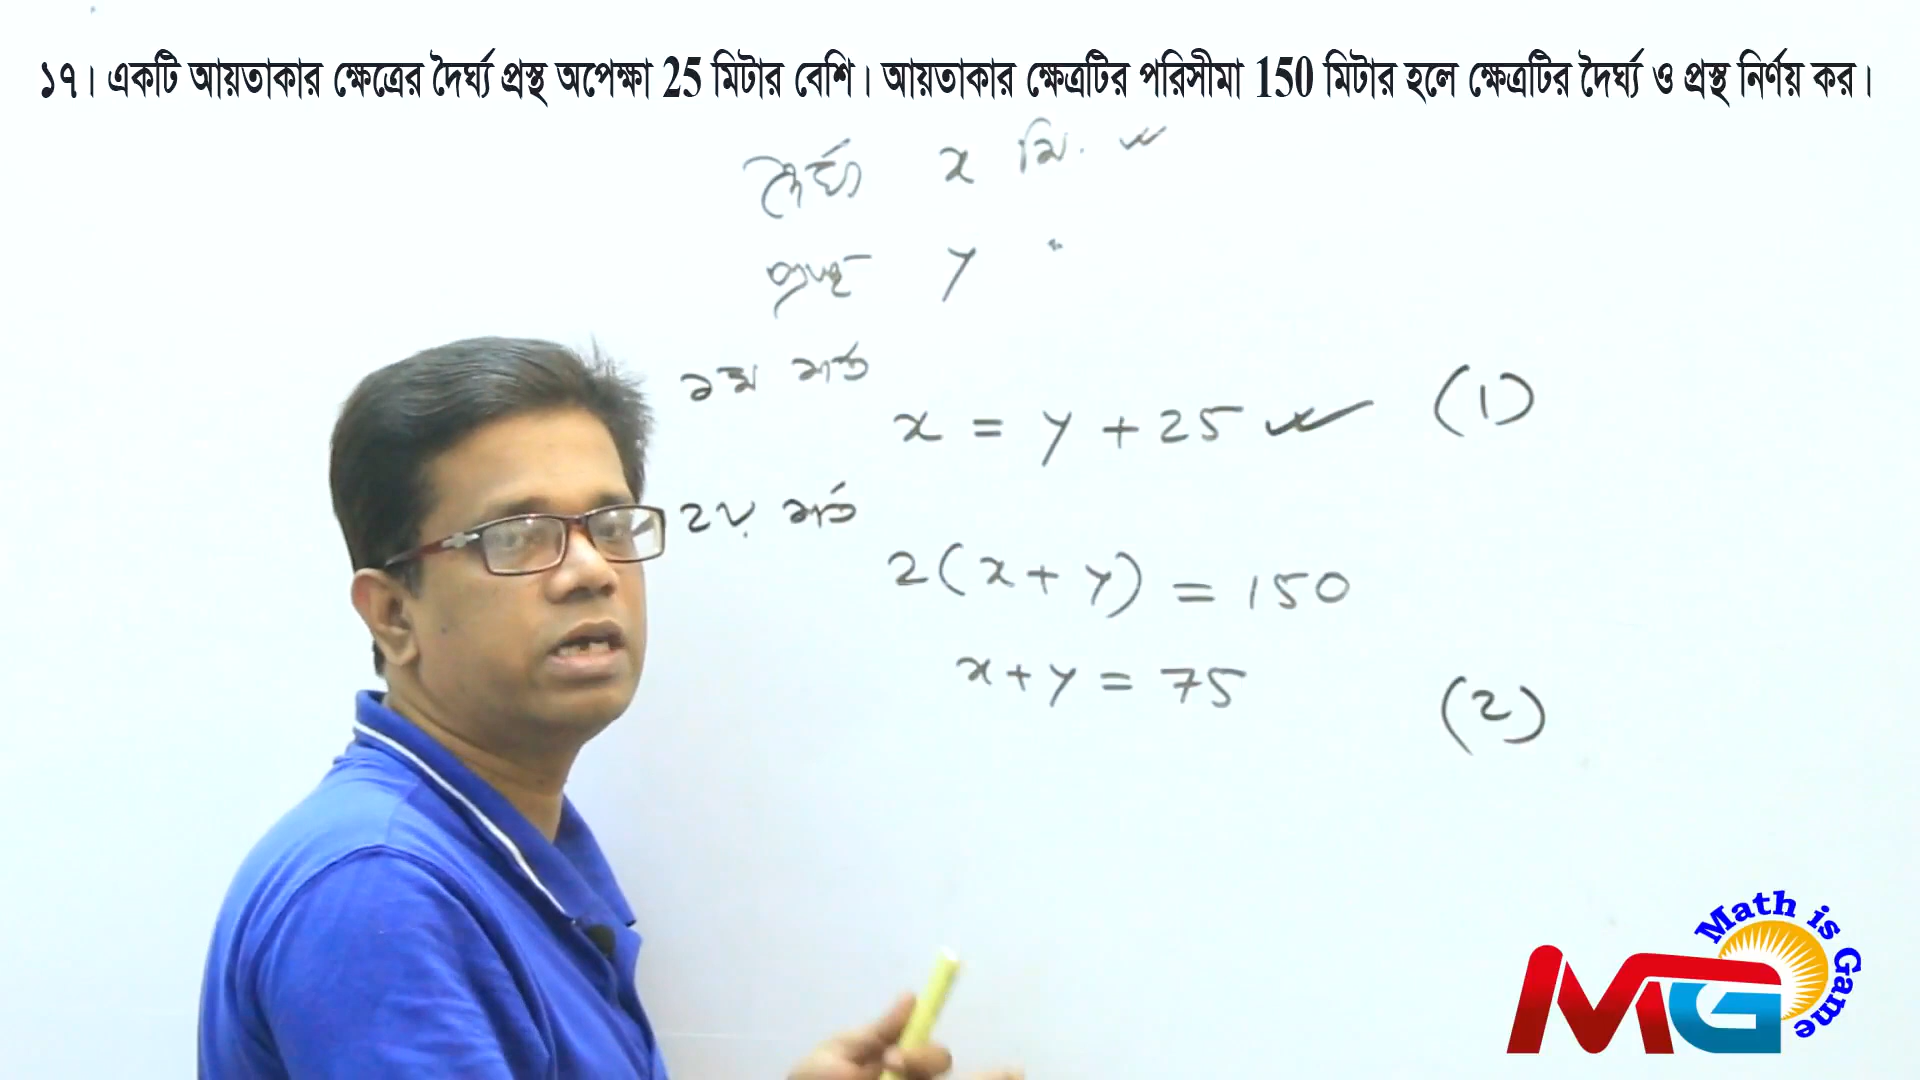 ১৭। একটি আয়তাকার ক্ষেত্রের দৈর্ঘ্য প্রস্থ অপেক্ষা 25 মিটার বেশি। আয়তাকার ক্ষেত্রটির পরিসীমা 150 মিটার হলে ক্ষেত্রটির দৈর্ঘ্য ও প্রস্থ নির্ণয় কর।
দৈর্ঘ্য x মি.
প্রস্থ y "
১ম শর্ত
x = y + 25 (1)
২য় শর্ত
2(x + y) = 150
x + y = 75 (2)
Math is Game
MG